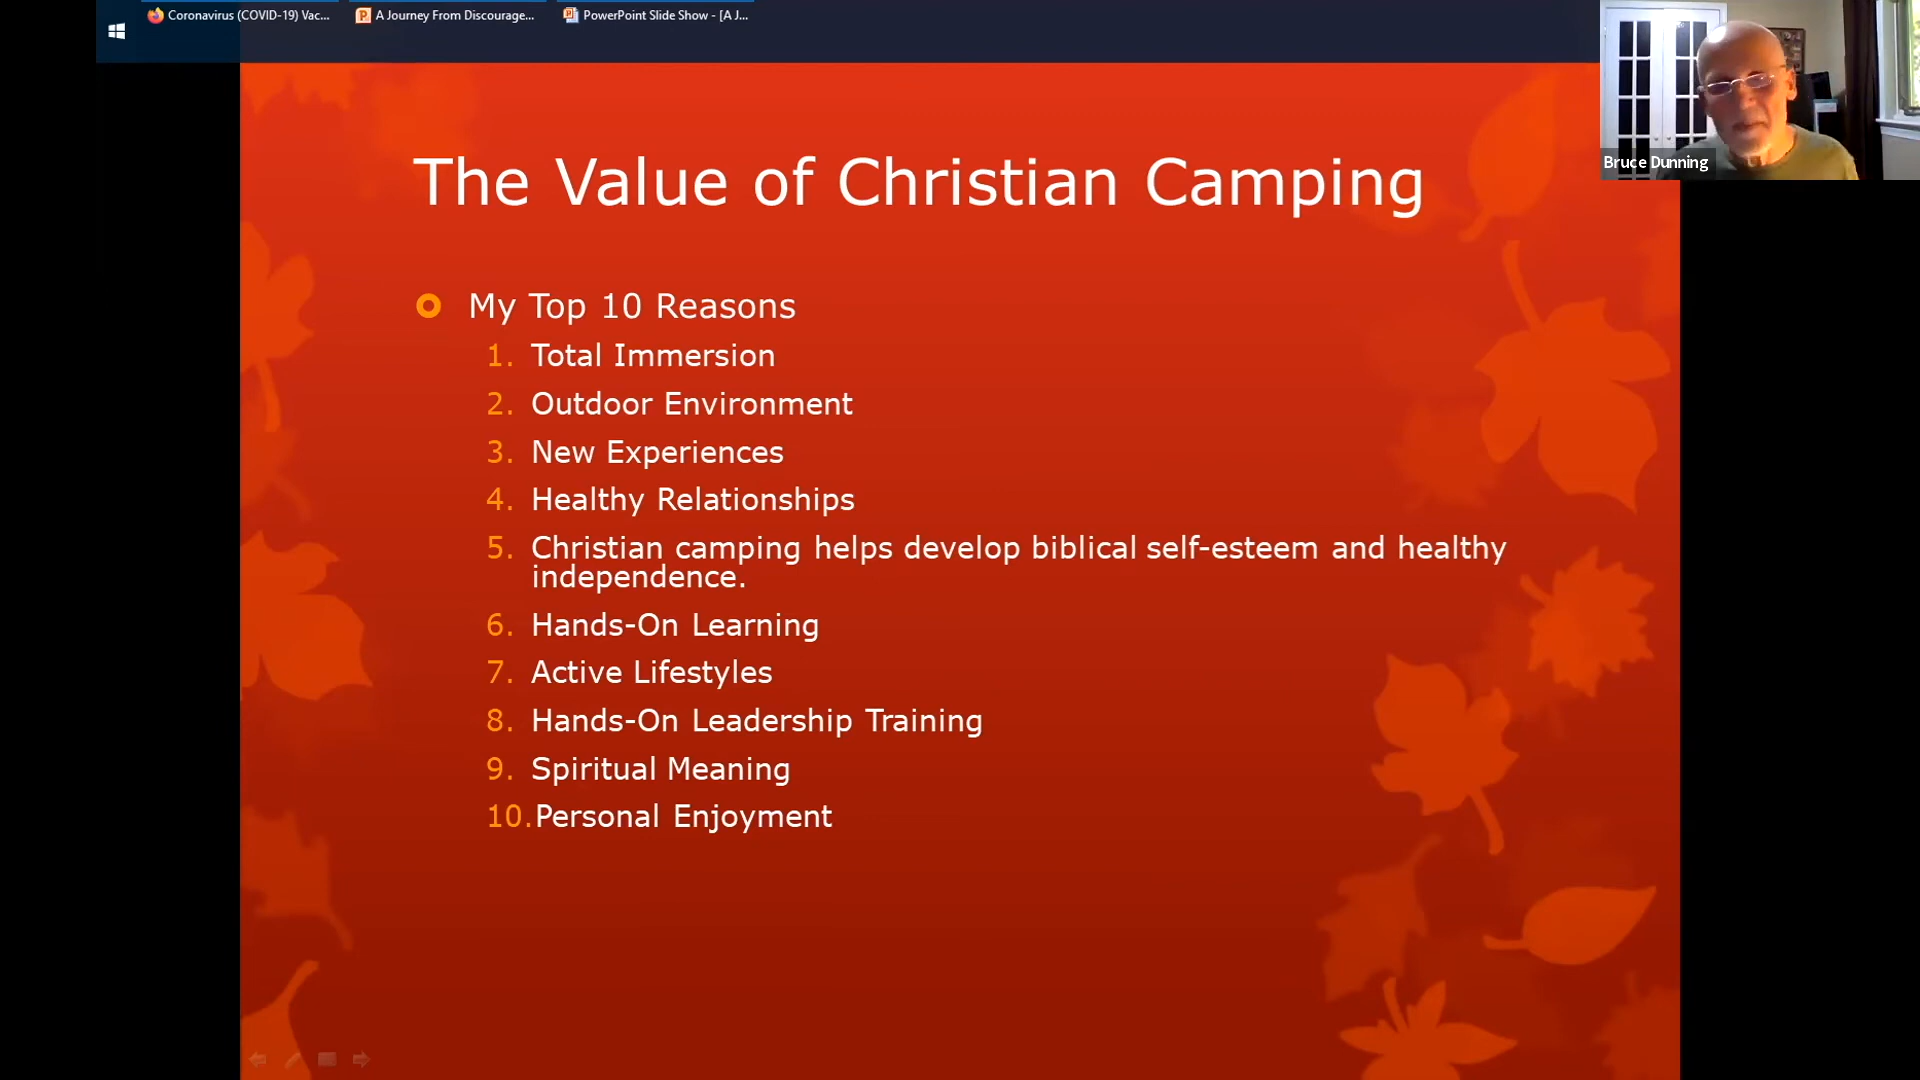 Coronavirus (COVID-19) Vac...
A Journey From Discourage...
PowerPoint Slide Show - [A J...
Bruce Dunning
The Value of Christian Camping
My Top 10 Reasons
1. Total Immersion
2. Outdoor Environment
3. New Experiences
4. Healthy Relationships
5. Christian camping helps develop biblical self-esteem and healthy
independence.
6. Hands-On Learning
7. Active Lifestyles
8. Hands-On Leadership Training
9. Spiritual Meaning
10. Personal Enjoyment